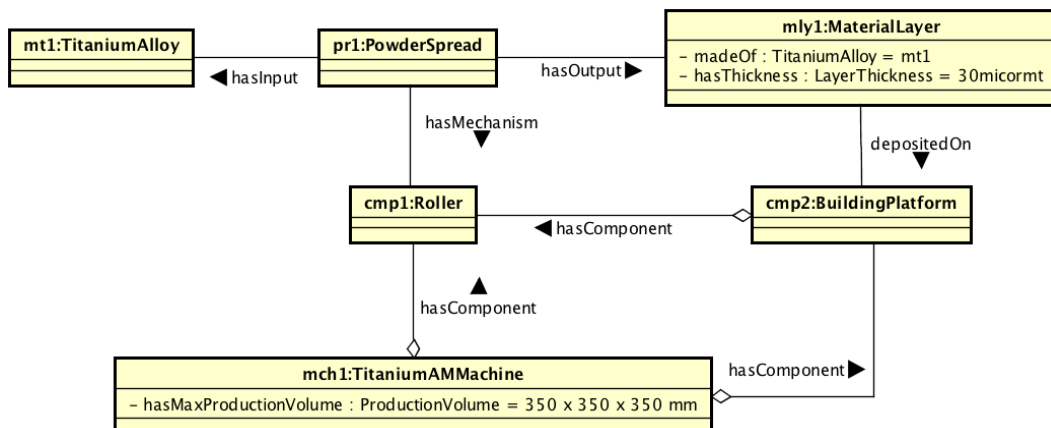 mt1:TitaniumAlloy
pr1:PowderSpread
mly1:MaterialLayer
– madeOf : TitaniumAlloy = mt1
– hasThickness : LayerThickness = 30micormt
hasInput
hasOutput
hasMechanism
depositedOn
cmp1:Roller
cmp2:BuildingPlatform
hasComponent
hasComponent
mch1:TitaniumAMMachine
– hasMaxProductionVolume : ProductionVolume = 350 x 350 x 350 mm
hasComponent